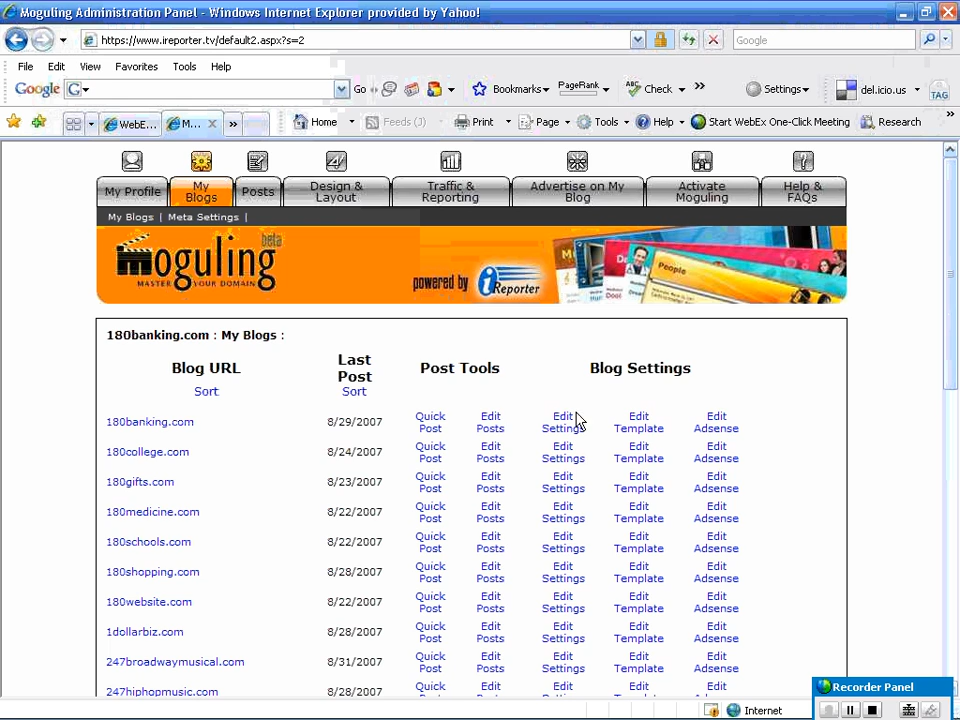 Moguling Administration Panel - Windows Internet Explorer provided by Yahoo!
https://www.ireporter.tv/default2.aspx?s=2
Google
File Edit View Favorites Tools Help
Google G Go Bookmarks PageRank ABC Check » Settings del.icio.us TAG
WebE... M... » Home Feeds (J) Print Page Tools Help Start WebEx One-Click Meeting Research »
My Profile My Blogs Posts Design & Layout Traffic & Reporting Advertise on My Blog Activate Moguling Help & FAQs
My Blogs | Meta Settings |
moguling beta
MASTER YOUR DOMAIN
powered by iReporter
People
180banking.com : My Blogs :
Blog URL Last Post Post Tools Blog Settings
Sort Sort
180banking.com 8/29/2007 Quick Post Edit Posts Edit Settings Edit Template Edit Adsense
180college.com 8/24/2007 Quick Post Edit Posts Edit Settings Edit Template Edit Adsense
180gifts.com 8/23/2007 Quick Post Edit Posts Edit Settings Edit Template Edit Adsense
180medicine.com 8/22/2007 Quick Post Edit Posts Edit Settings Edit Template Edit Adsense
180schools.com 8/22/2007 Quick Post Edit Posts Edit Settings Edit Template Edit Adsense
180shopping.com 8/28/2007 Quick Post Edit Posts Edit Settings Edit Template Edit Adsense
180website.com 8/22/2007 Quick Post Edit Posts Edit Settings Edit Template Edit Adsense
1dollarbiz.com 8/28/2007 Quick Post Edit Posts Edit Settings Edit Template Edit Adsense
247broadwaymusical.com 8/31/2007 Quick Post Edit Posts Edit Settings Edit Template Edit Adsense
247hiphopmusic.com 8/28/2007 Quick Post Edit Edit Edit Edit
Recorder Panel
Internet